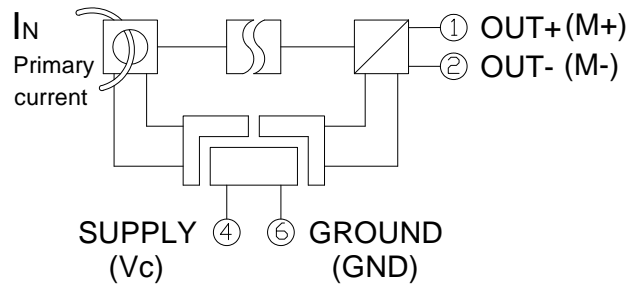 IN
Primary
current
① OUT+ (M+)
② OUT- (M-)
SUPPLY ④ ⑥ GROUND
(Vc) (GND)